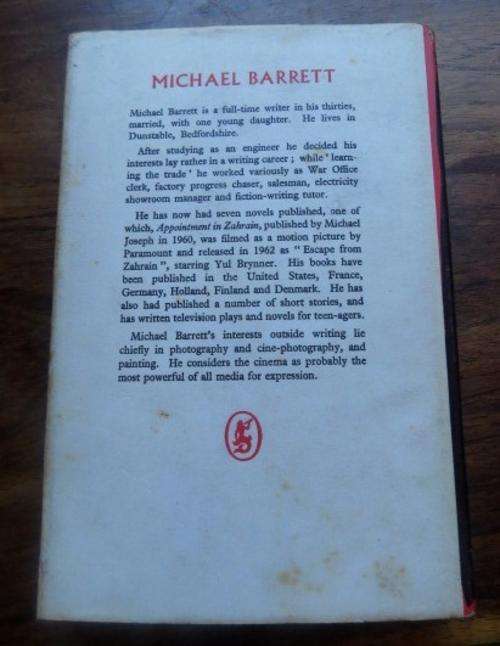 MICHAEL BARRETT
Michael Barrett is a full-time writer in his thirties,
married, with one young daughter. He lives in
Dunstable, Bedfordshire.
After studying as an engineer he decided his
interests lay rather in a writing career ; while ' learn-
ing the trade ' he worked variously as War Office
clerk, factory progress chaser, salesman, electricity
showroom manager and fiction-writing tutor.
He has now had seven novels published, one of
which, Appointment in Zahrain, published by Michael
Joseph in 1960, was filmed as a motion picture by
Paramount and released in 1962 as " Escape from
Zahrain ", starring Yul Brynner. His books have
been published in the United States, France,
Germany, Holland, Finland and Denmark. He has
also had published a number of short stories, and
has written television plays and novels for teen-agers.
Michael Barrett's interests outside writing lie
chiefly in photography and cine-photography, and
painting. He considers the cinema as probably the
most powerful of all media for expression.